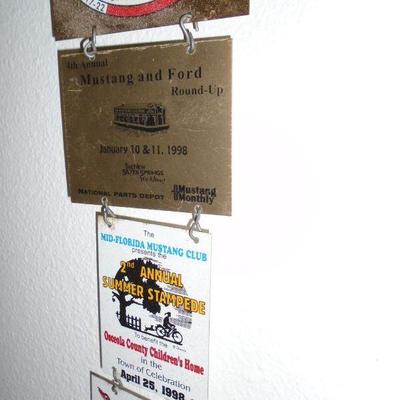 17-22
4th Annual
Mustang and Ford
Round-Up
January 10 & 11, 1998
SILVER SPRINGS
NATIONAL PARTS DEPOT
Mustang
Monthly
The
MID-FLORIDA MUSTANG CLUB
presents the
2nd ANNUAL
SUMMER STAMPEDE
To benefit the
Osceola County Children's Home
in the
Town of Celebration
April 25, 1998